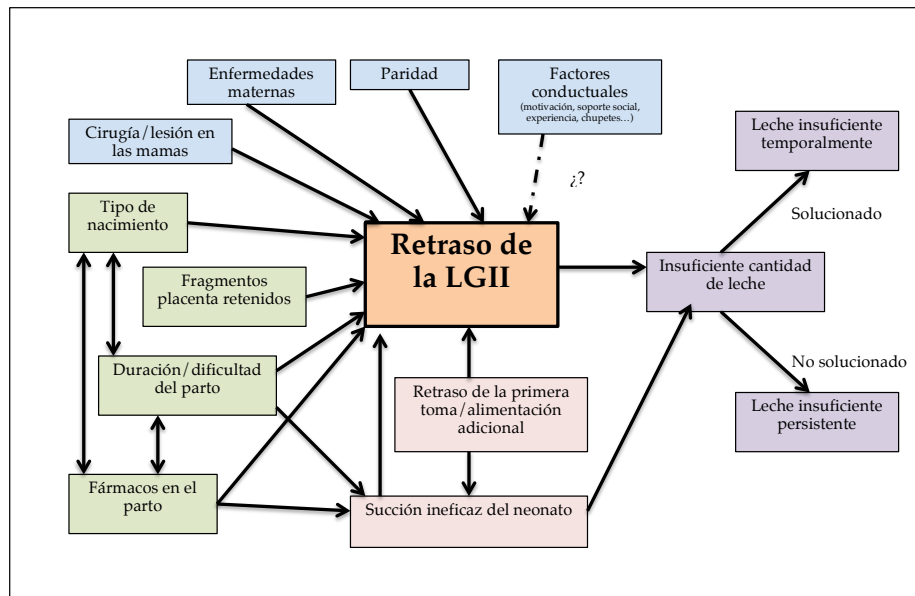 Enfermedades
maternas
Paridad
Factores
conductuales
(motivación, soporte social,
experiencia, chupetes…)
Cirugía/lesión en
las mamas
¿?
Leche insuficiente
temporalmente
Tipo de
nacimiento
Solucionado
Retraso de
la LGII
Fragmentos
placenta retenidos
Insuficiente cantidad
de leche
Duración/dificultad
del parto
No solucionado
Retraso de la primera
toma/alimentación
adicional
Leche insuficiente
persistente
Fármacos en el
parto
Succión ineficaz del neonato